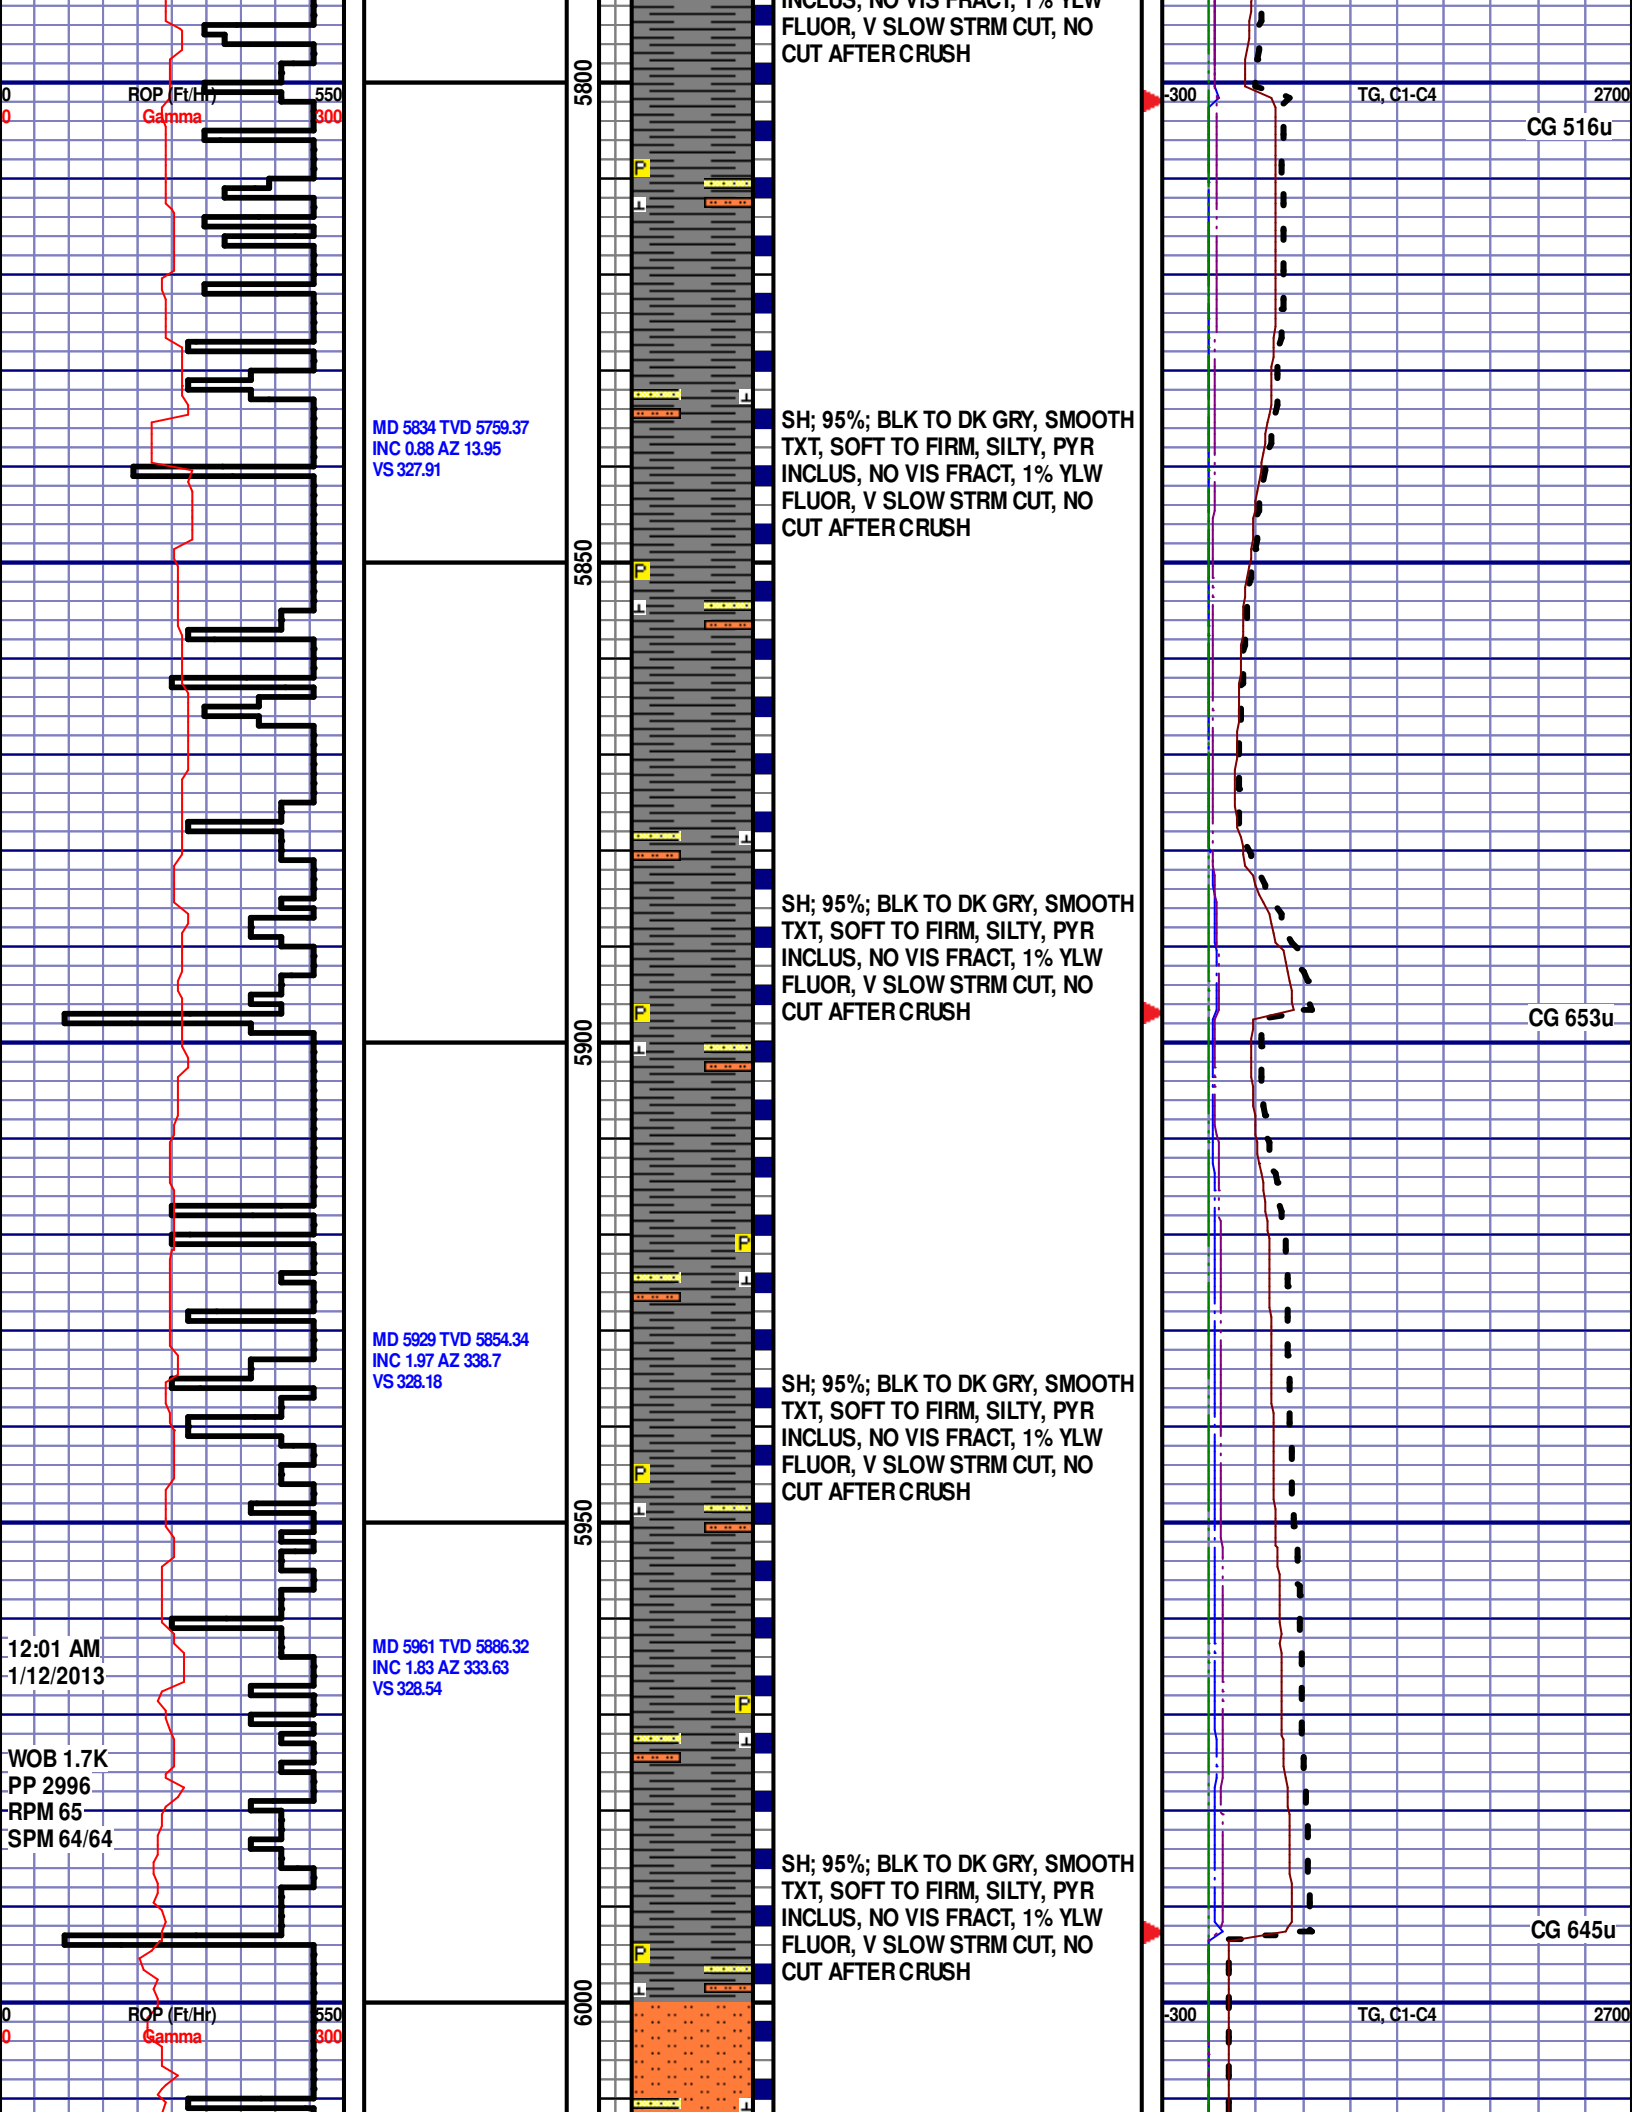 INCLUS, NO VIS FRACT, 1% YLW
FLUOR, V SLOW STRM CUT, NO
CUT AFTER CRUSH
5800
0 ROP (Ft/Hr) 550
0 Gamma 300
-300 TG, C1-C4 2700
CG 516u
P
P
MD 5834 TVD 5759.37
INC 0.88 AZ 13.95
VS 327.91
SH; 95%; BLK TO DK GRY, SMOOTH
TXT, SOFT TO FIRM, SILTY, PYR
INCLUS, NO VIS FRACT, 1% YLW
FLUOR, V SLOW STRM CUT, NO
CUT AFTER CRUSH
5850
SH; 95%; BLK TO DK GRY, SMOOTH
TXT, SOFT TO FIRM, SILTY, PYR
INCLUS, NO VIS FRACT, 1% YLW
FLUOR, V SLOW STRM CUT, NO
CUT AFTER CRUSH
P
CG 653u
5900
P
MD 5929 TVD 5854.34
INC 1.97 AZ 338.7
VS 328.18
SH; 95%; BLK TO DK GRY, SMOOTH
TXT, SOFT TO FIRM, SILTY, PYR
INCLUS, NO VIS FRACT, 1% YLW
FLUOR, V SLOW STRM CUT, NO
CUT AFTER CRUSH
P
5950
12:01 AM
1/12/2013
MD 5961 TVD 5886.32
INC 1.83 AZ 333.63
VS 328.54
P
WOB 1.7K
PP 2996
RPM 65
SPM 64/64
SH; 95%; BLK TO DK GRY, SMOOTH
TXT, SOFT TO FIRM, SILTY, PYR
INCLUS, NO VIS FRACT, 1% YLW
FLUOR, V SLOW STRM CUT, NO
CUT AFTER CRUSH
P
CG 645u
6000
0 ROP (Ft/Hr) 550
0 Gamma 300
-300 TG, C1-C4 2700